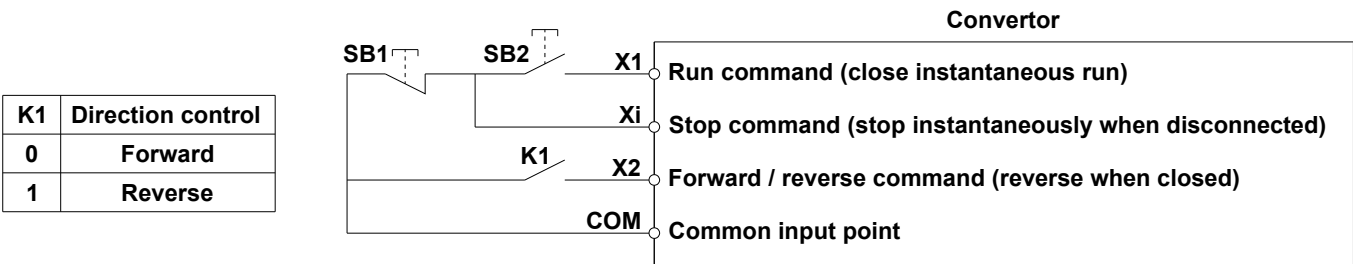 Convertor
SB1 SB2 X1 Run command (close instantaneous run)
Xi Stop command (stop instantaneously when disconnected)
K1 X2 Forward / reverse command (reverse when closed)
COM Common input point
K1 Direction control
0 Forward
1 Reverse